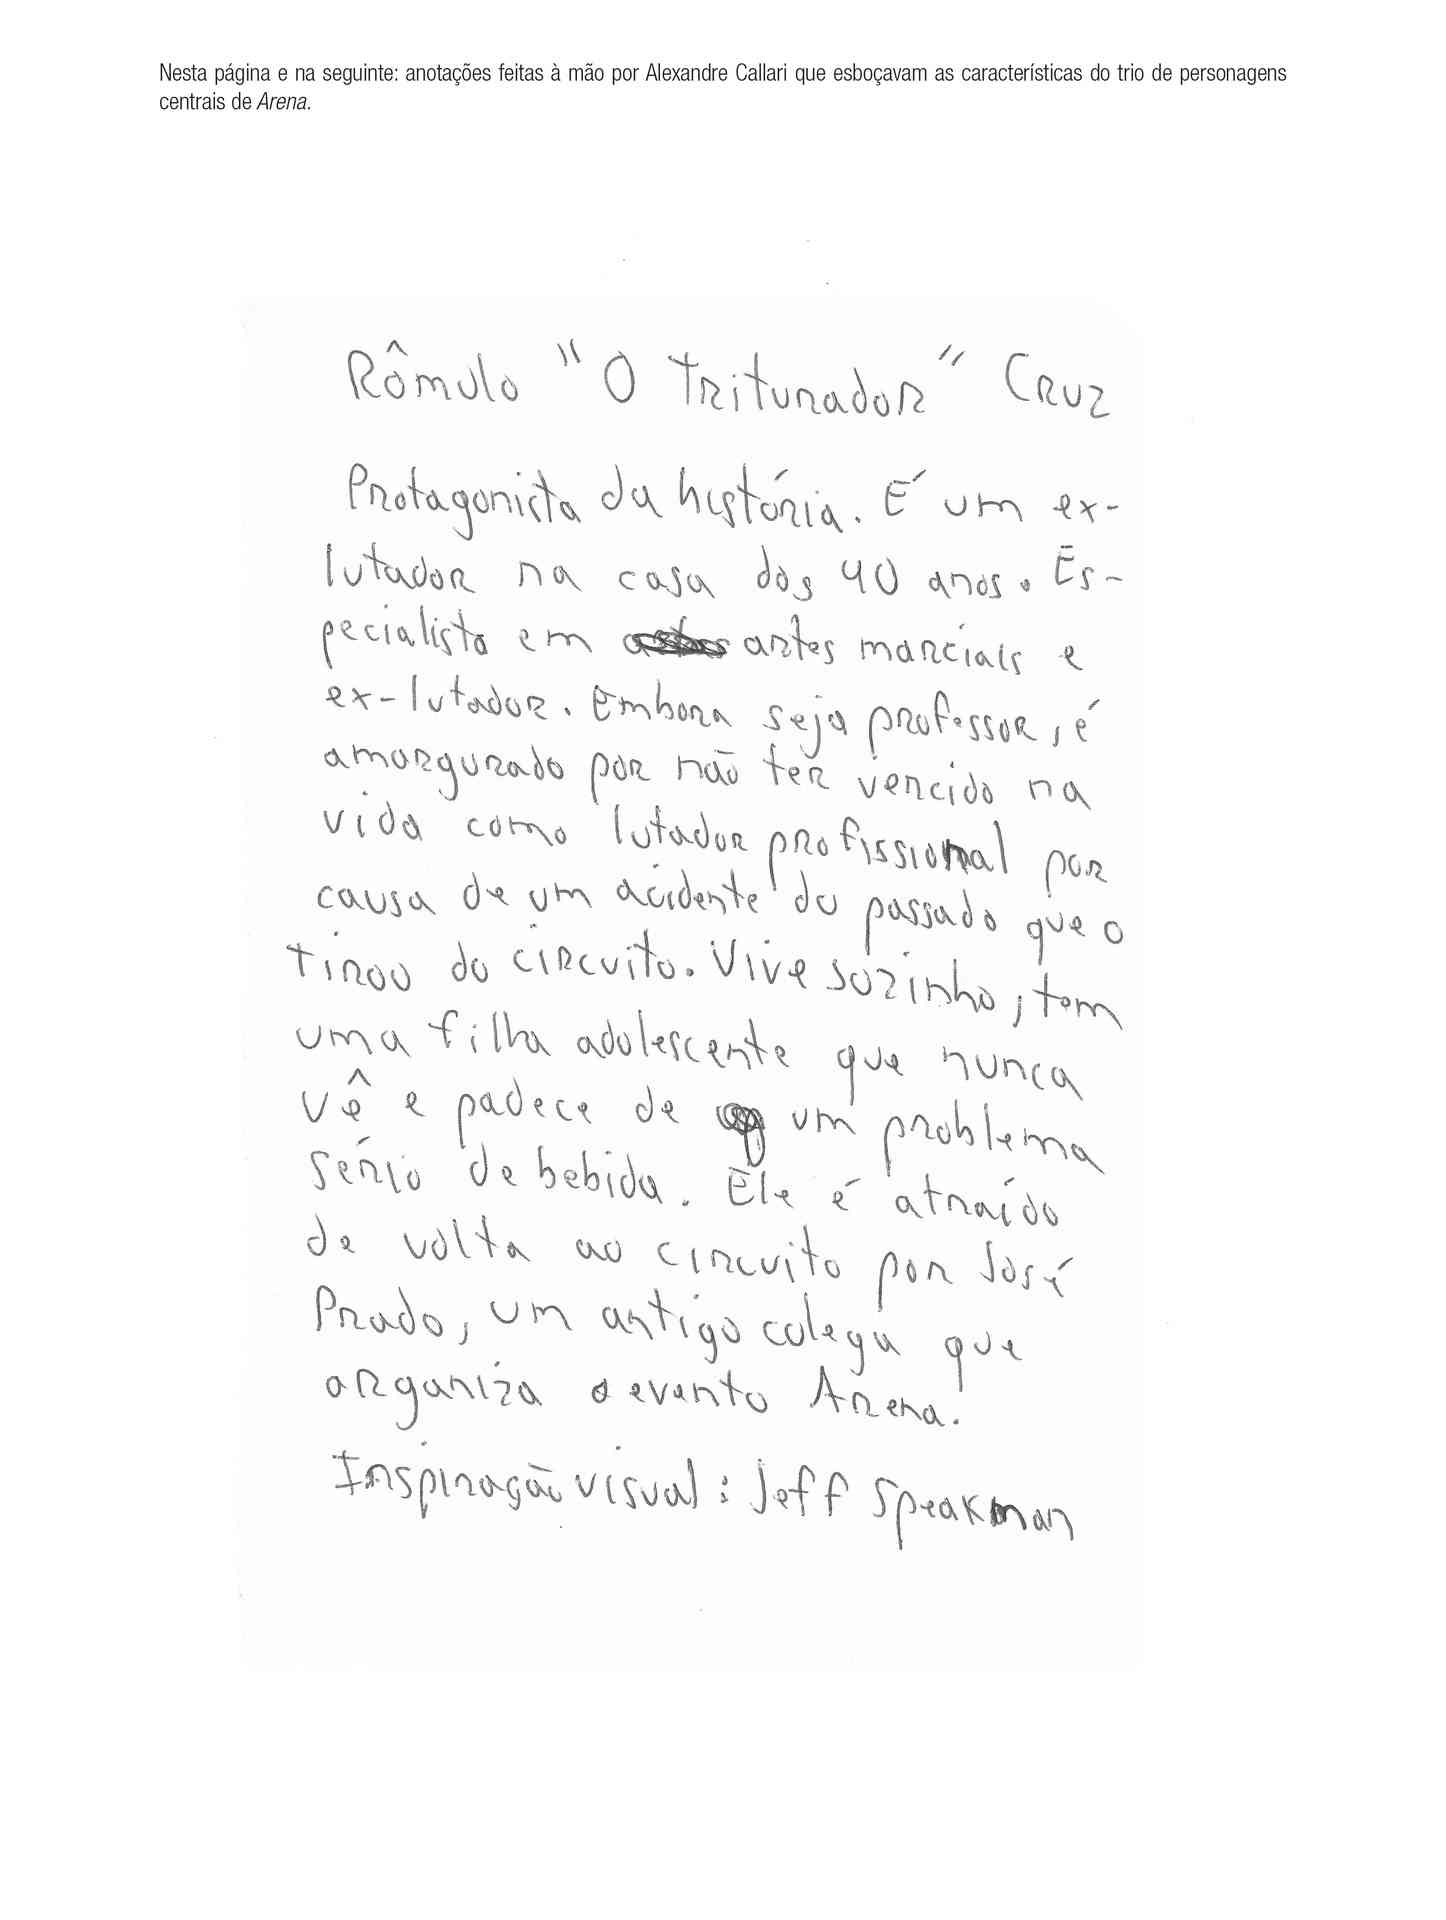 Nesta página e na seguinte: anotações feitas à mão por Alexandre Callari que esboçavam as características do trio de personagens
centrais de Arena.
Rômulo "O Triturador" Cruz
Protagonista da história. É um ex-
lutador na casa dos 40 anos. Es-
pecialista em artes marciais e
ex-lutador. Embora seja professor, é
amargurado por não ter vencido na
vida como lutador profissional por
causa de um acidente do passado que o
tirou do circuito. Vive sozinho, tem
uma filha adolescente que nunca
vê e padece de um problema
sério de bebida. Ele é atraído
de volta ao circuito por José
Prado, um antigo colega que
organiza o evento Arena.
Inspiração visual: Jeff Speakman